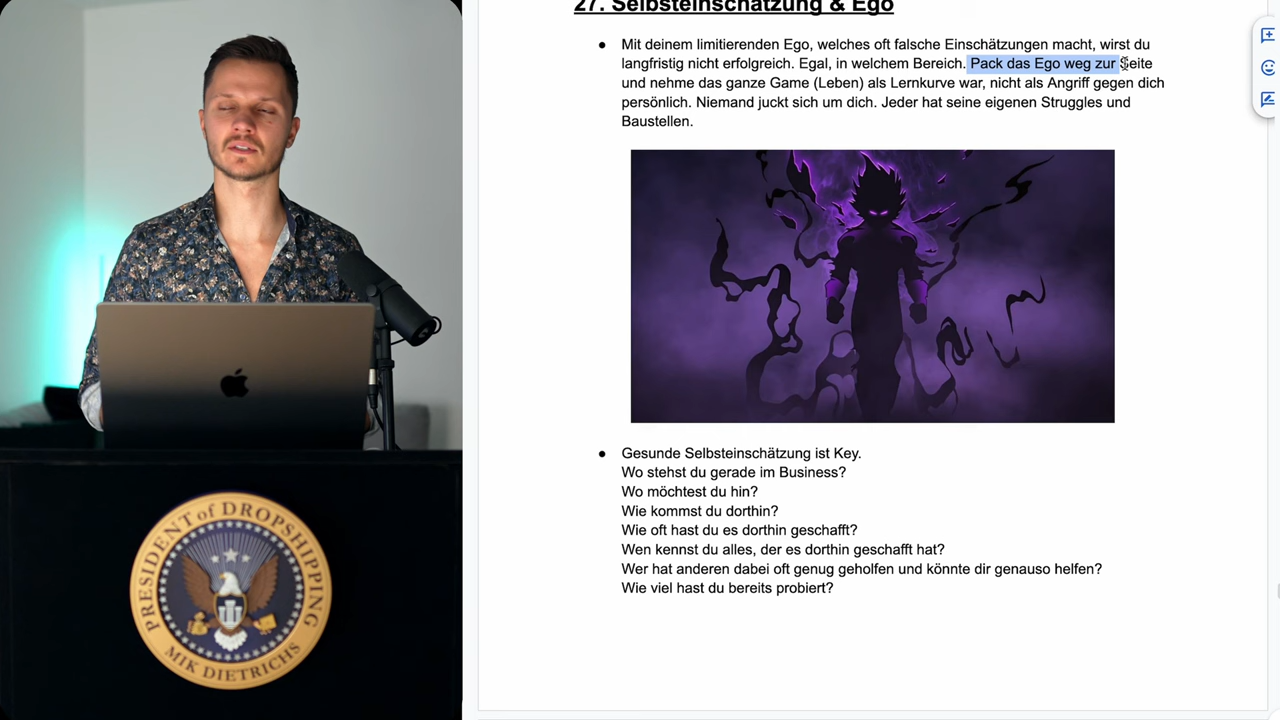 27. Selbsteinschätzung & Ego
● Mit deinem limitierenden Ego, welches oft falsche Einschätzungen macht, wirst du
langfristig nicht erfolgreich. Egal, in welchem Bereich. Pack das Ego weg zur Seite
und nehme das ganze Game (Leben) als Lernkurve war, nicht als Angriff gegen dich
persönlich. Niemand juckt sich um dich. Jeder hat seine eigenen Struggles und
Baustellen.
● Gesunde Selbsteinschätzung ist Key.
Wo stehst du gerade im Business?
Wo möchtest du hin?
Wie kommst du dorthin?
Wie oft hast du es dorthin geschafft?
Wen kennst du alles, der es dorthin geschafft hat?
Wer hat anderen dabei oft genug geholfen und könnte dir genauso helfen?
Wie viel hast du bereits probiert?
PRESIDENT of DROPSHIPPING
MIK DIETRICHS